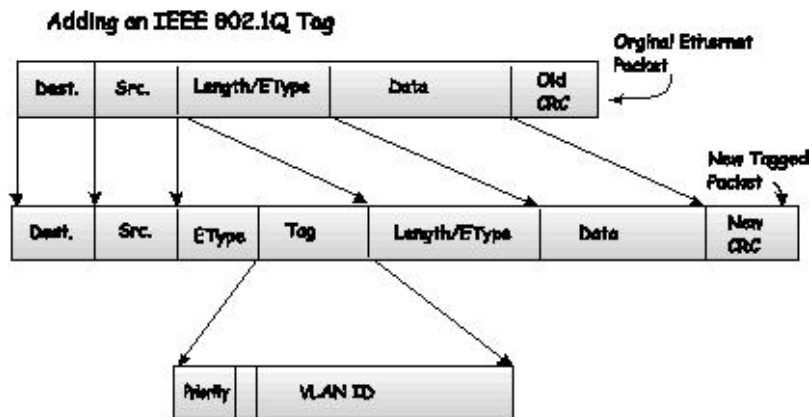 Adding an IEEE 802.1Q Tag
Orginal Ethernet
Packet
Dest. Src. Length/EType Data Old
CRC
New Tagged
Packet
Dest. Src. EType Tag Length/EType Data New
CRC
Priority VLAN ID